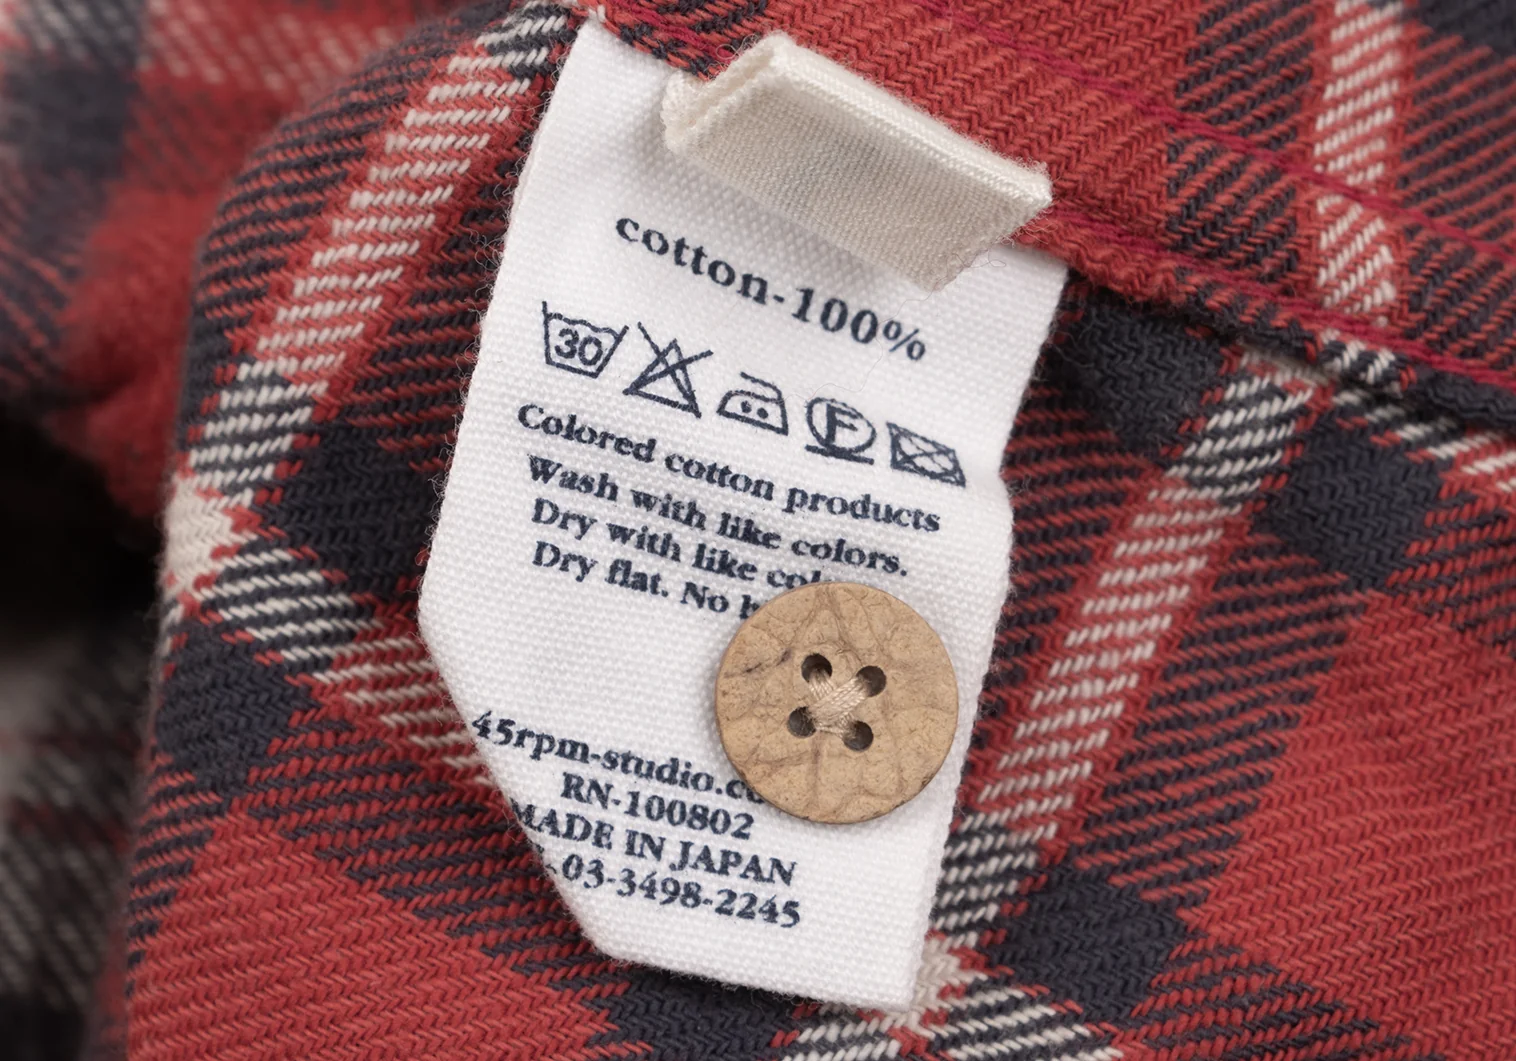 cotton-100%
30
F
Colored cotton products
Wash with like colors.
Dry with like
Dry flat. No
45rpm-studio.co
RN-100802
MADE IN JAPAN
03-3498-2245